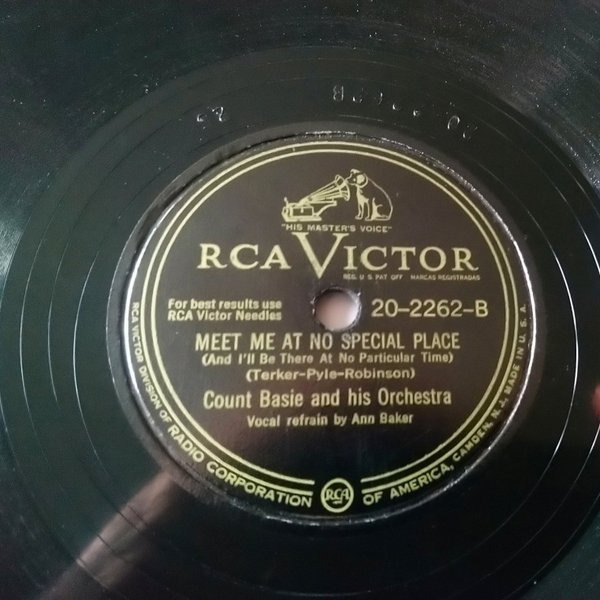 "HIS MASTER'S VOICE"
RCA VICTOR
REG. U.S. PAT. OFF. MARCAS REGISTRADAS
For best results use
RCA Victor Needles
20-2262-B
MEET ME AT NO SPECIAL PLACE
(And I'll Be There At No Particular Time)
(Terker-Pyle-Robinson)
Count Basie and his Orchestra
Vocal refrain by Ann Baker
RCA VICTOR DIVISION OF RADIO CORPORATION OF AMERICA, CAMDEN, N. J. MADE IN U. S. A.
RCA